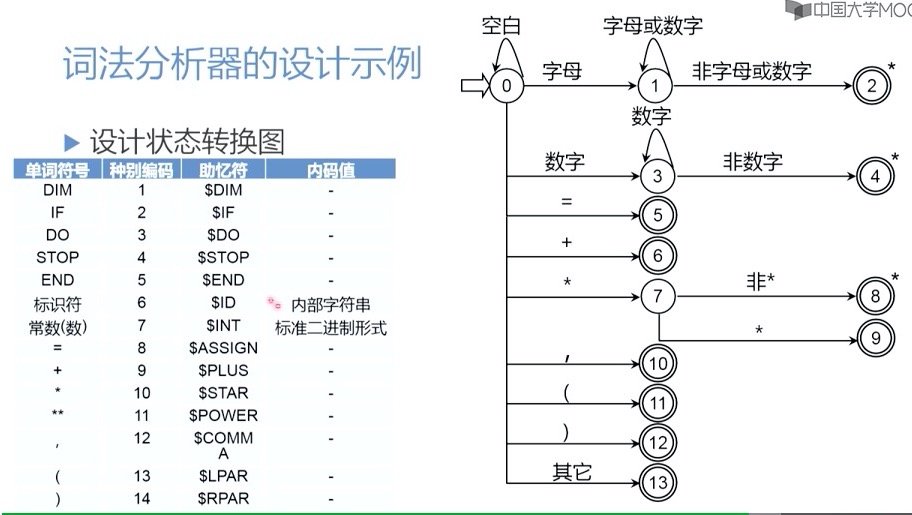 中国大学MOO
词法分析器的设计示例
设计状态转换图
单词符号 种别编码 助忆符 内码值
DIM 1 $DIM -
IF 2 $IF -
DO 3 $DO -
STOP 4 $STOP -
END 5 $END -
标识符 6 $ID 内部字符串
常数(数) 7 $INT 标准二进制形式
= 8 $ASSIGN -
+ 9 $PLUS -
* 10 $STAR -
** 11 $POWER -
, 12 $COMM -
A
( 13 $LPAR -
) 14 $RPAR -
空白 字母或数字
0 字母 1 非字母或数字 2 *
数字
数字 3 非数字 4 *
= 5
+ 6
* 7 非* 8 *
* 9
, 10
( 11
) 12
其它 13